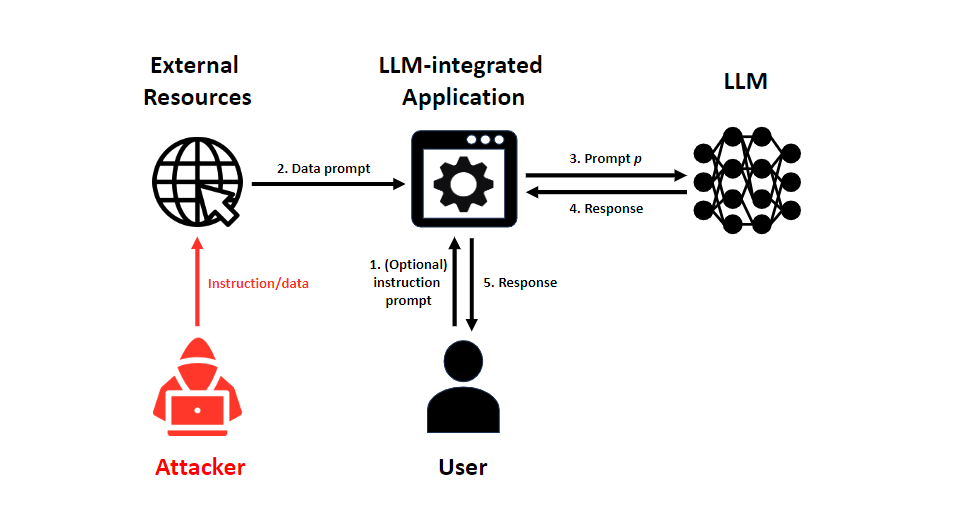 External
Resources
LLM-integrated
Application
LLM
2. Data prompt
3. Prompt p
4. Response
Instruction/data
1. (Optional)
instruction
prompt
5. Response
Attacker
User